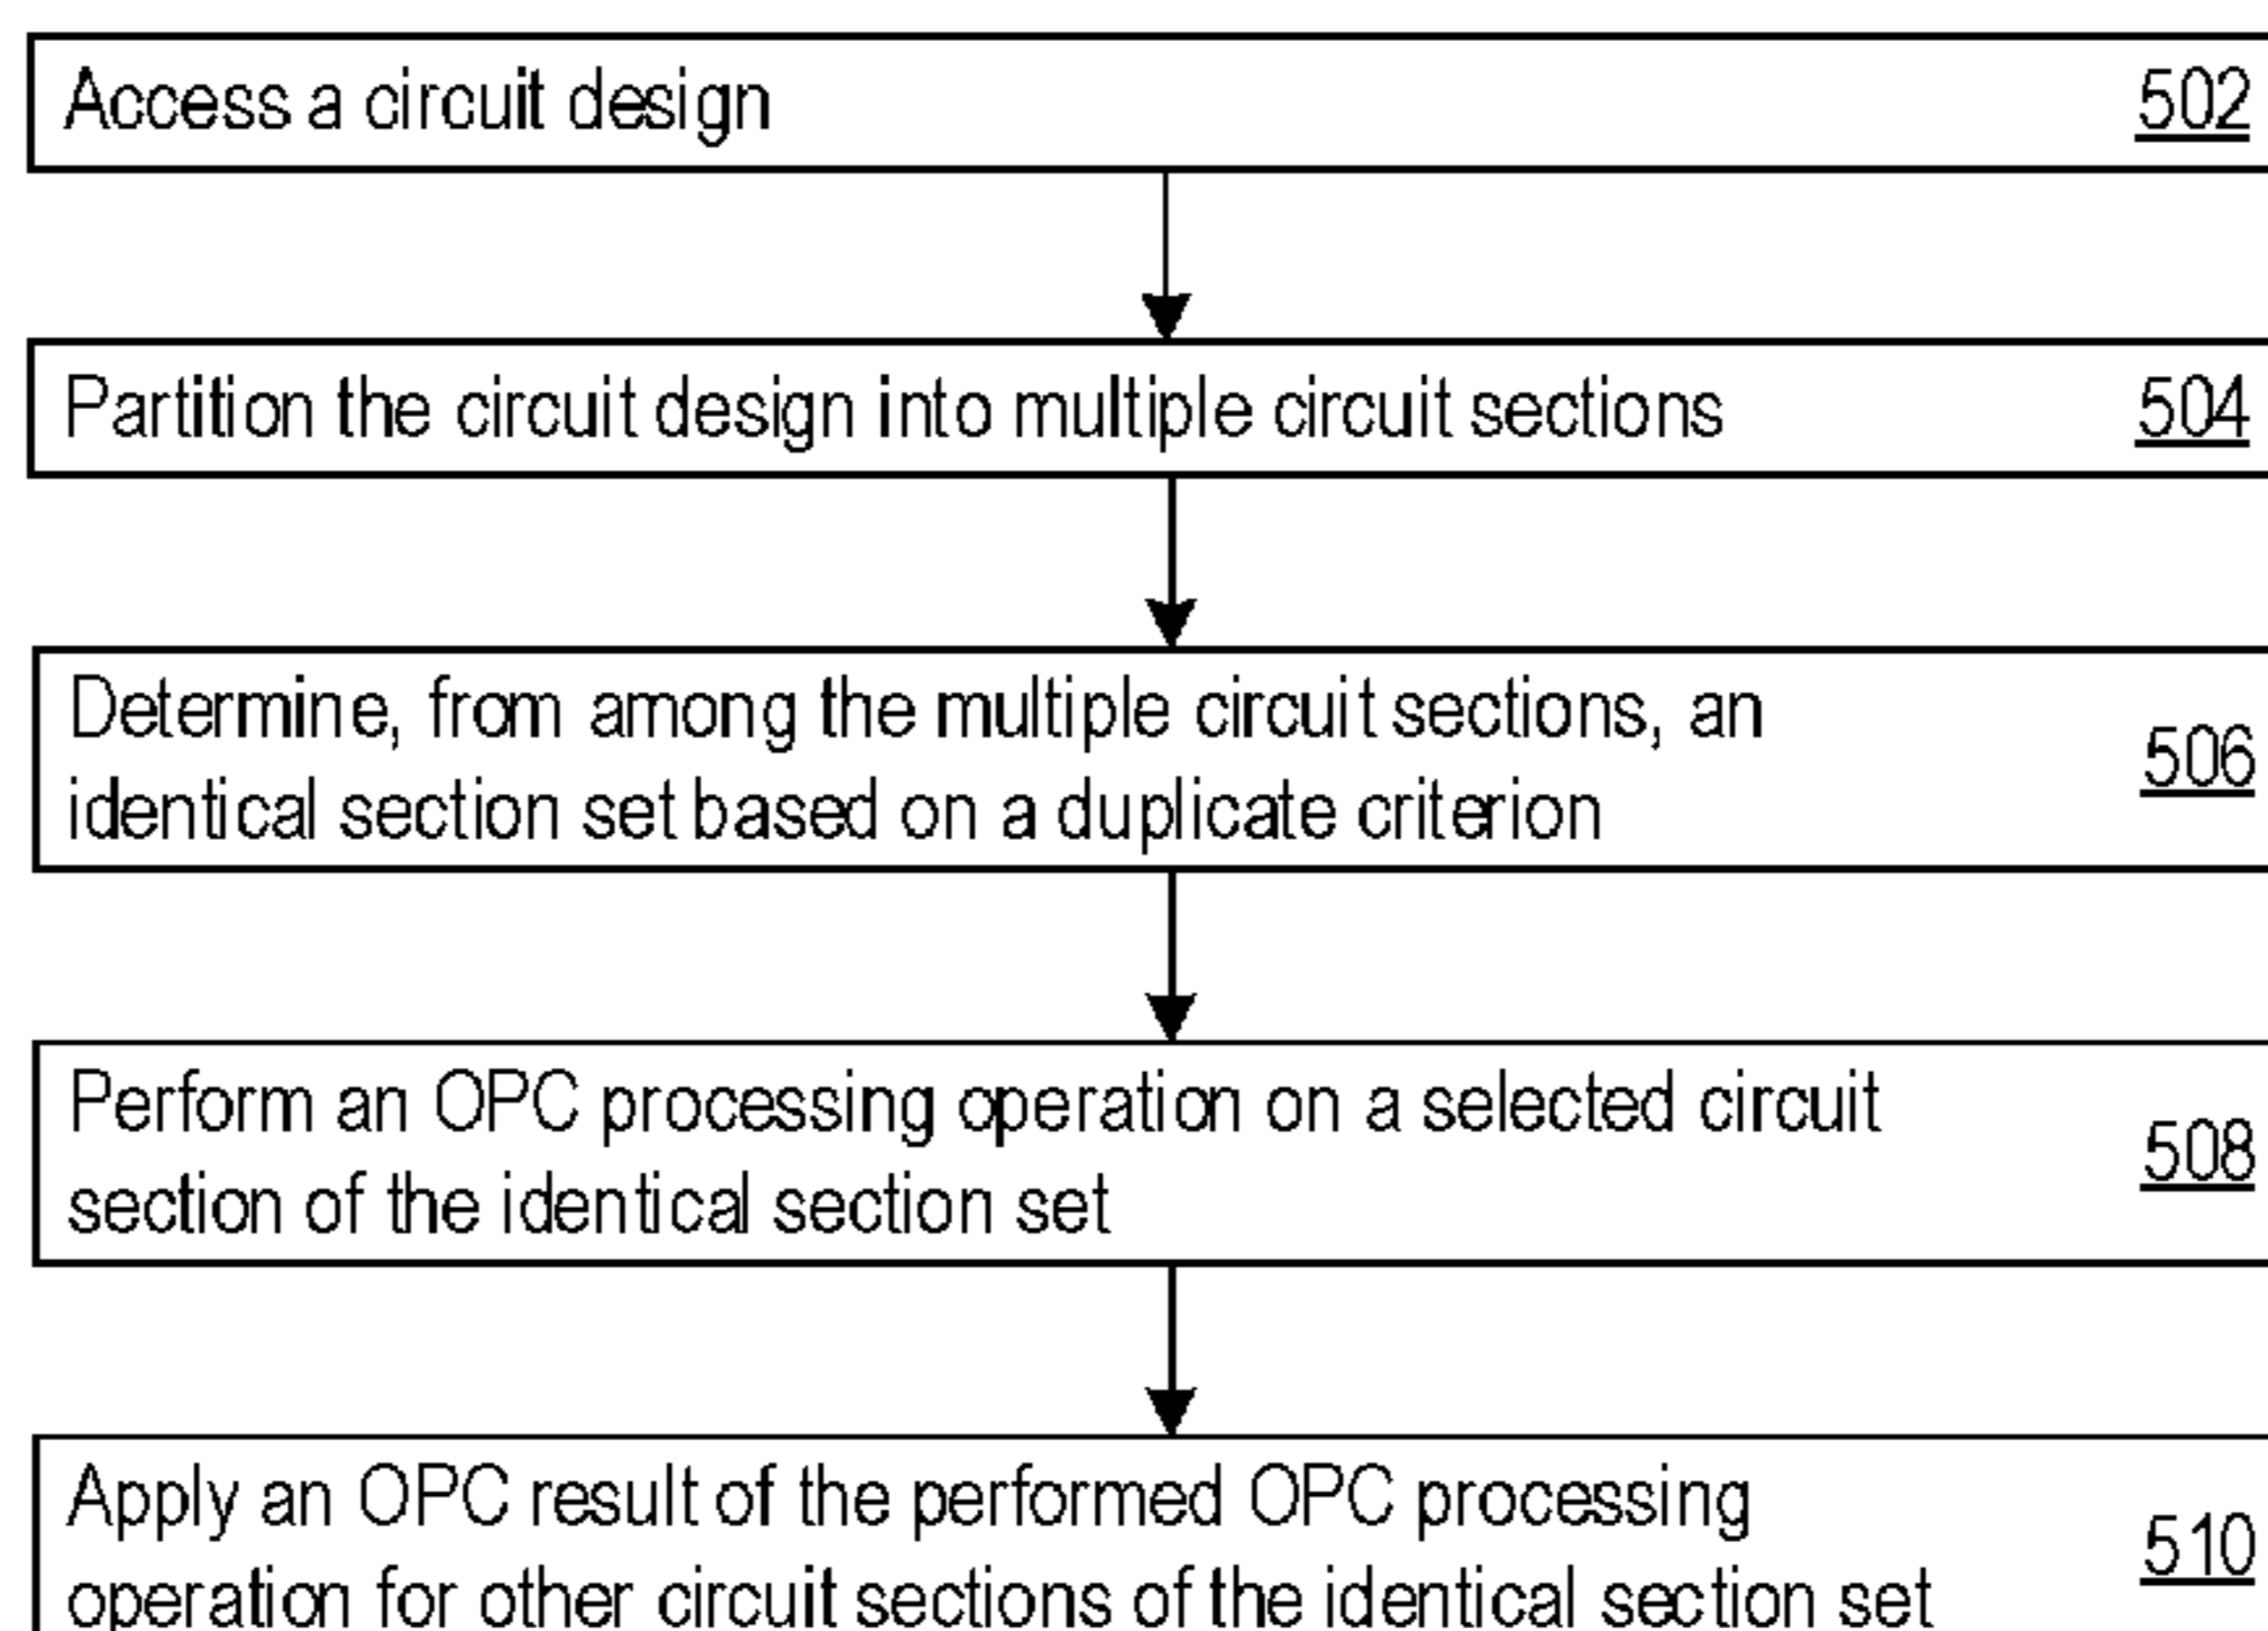 Access a circuit design 502
Partition the circuit design into multiple circuit sections 504
Determine, from among the multiple circuit sections, an
identical section set based on a duplicate criterion
506
Perform an OPC processing operation on a selected circuit
section of the identical section set
508
Apply an OPC result of the performed OPC processing
operation for other circuit sections of the identical section set
510